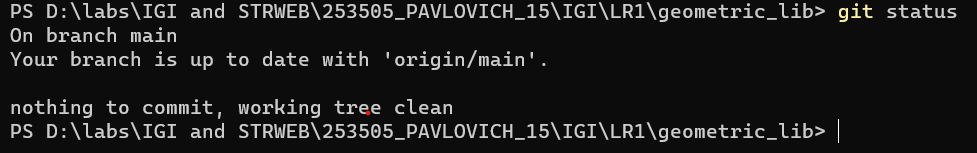 PS D:\labs\IGI and STRWEB\253505_PAVLOVICH_15\IGI\LR1\geometric_lib> git status
On branch main
Your branch is up to date with 'origin/main'.
nothing to commit, working tree clean
PS D:\labs\IGI and STRWEB\253505_PAVLOVICH_15\IGI\LR1\geometric_lib>